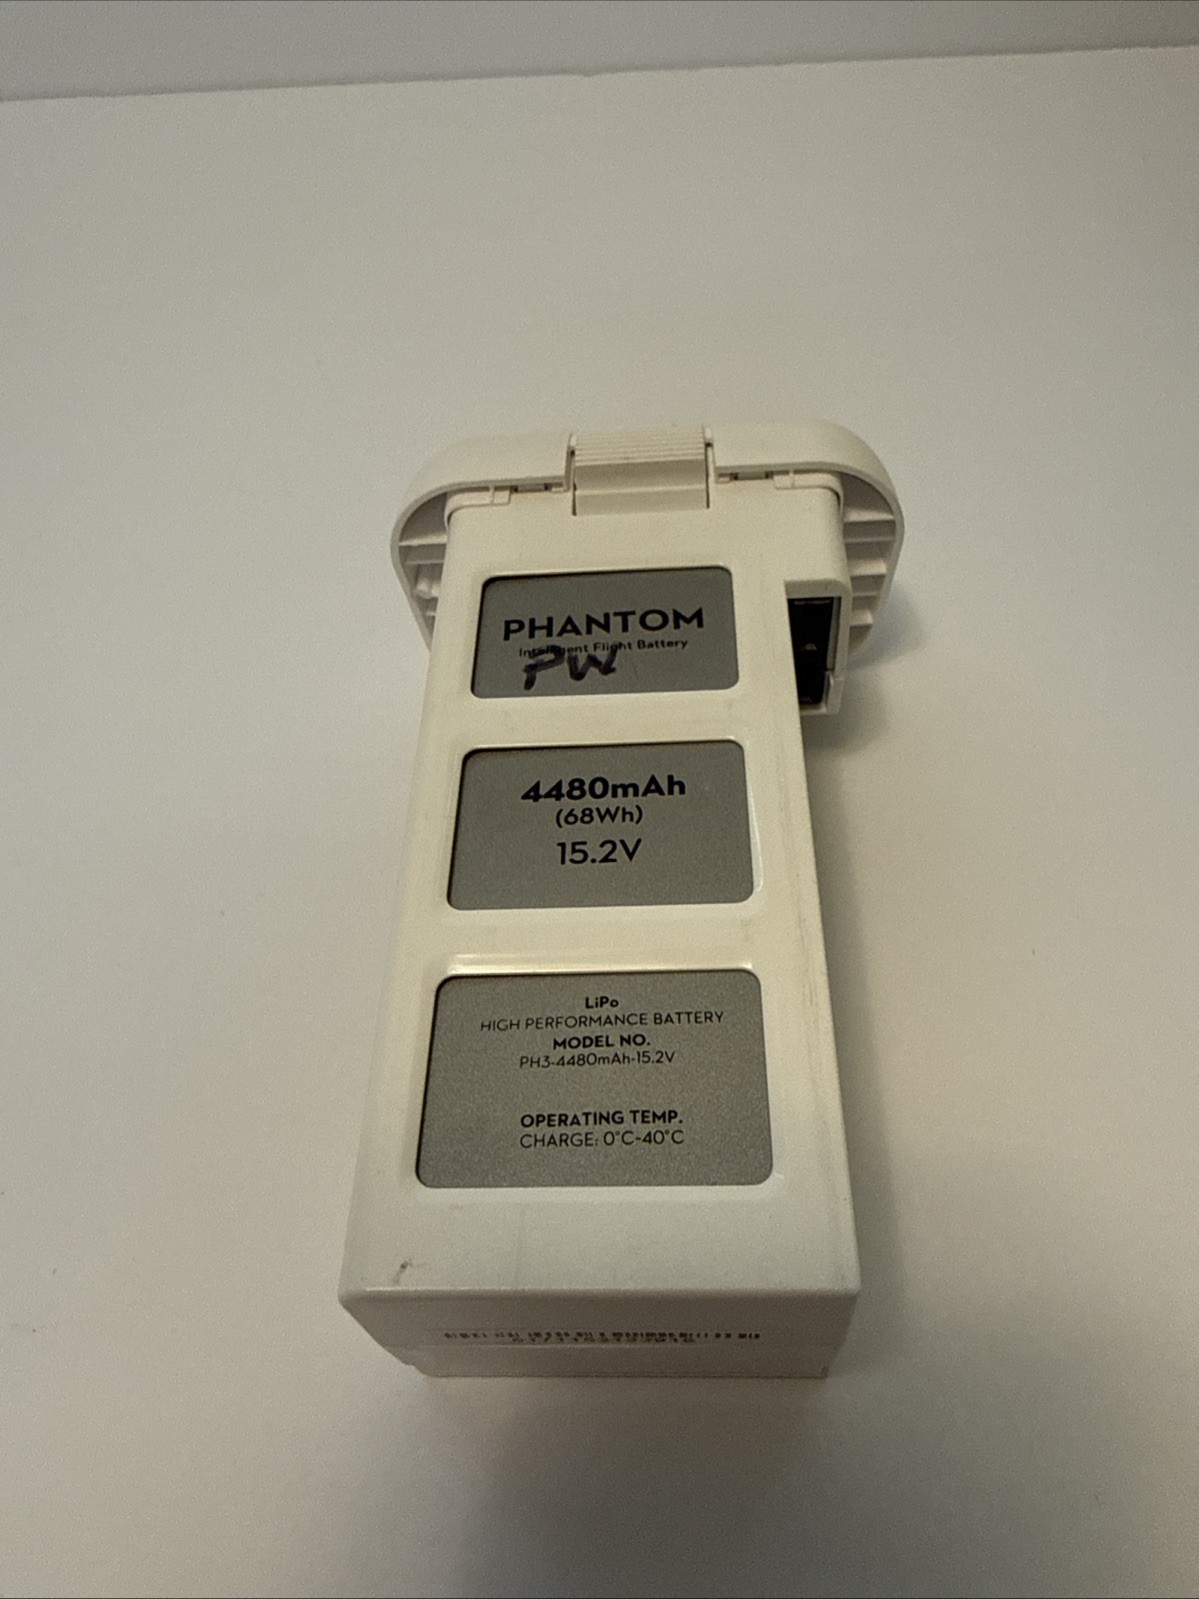 PHANTOM
Intelligent Flight Battery
PW
4480mAh
(68Wh)
15.2V
LiPo
HIGH PERFORMANCE BATTERY
MODEL NO.
PH3-4480mAh-15.2V
OPERATING TEMP.
CHARGE: 0°C-40°C